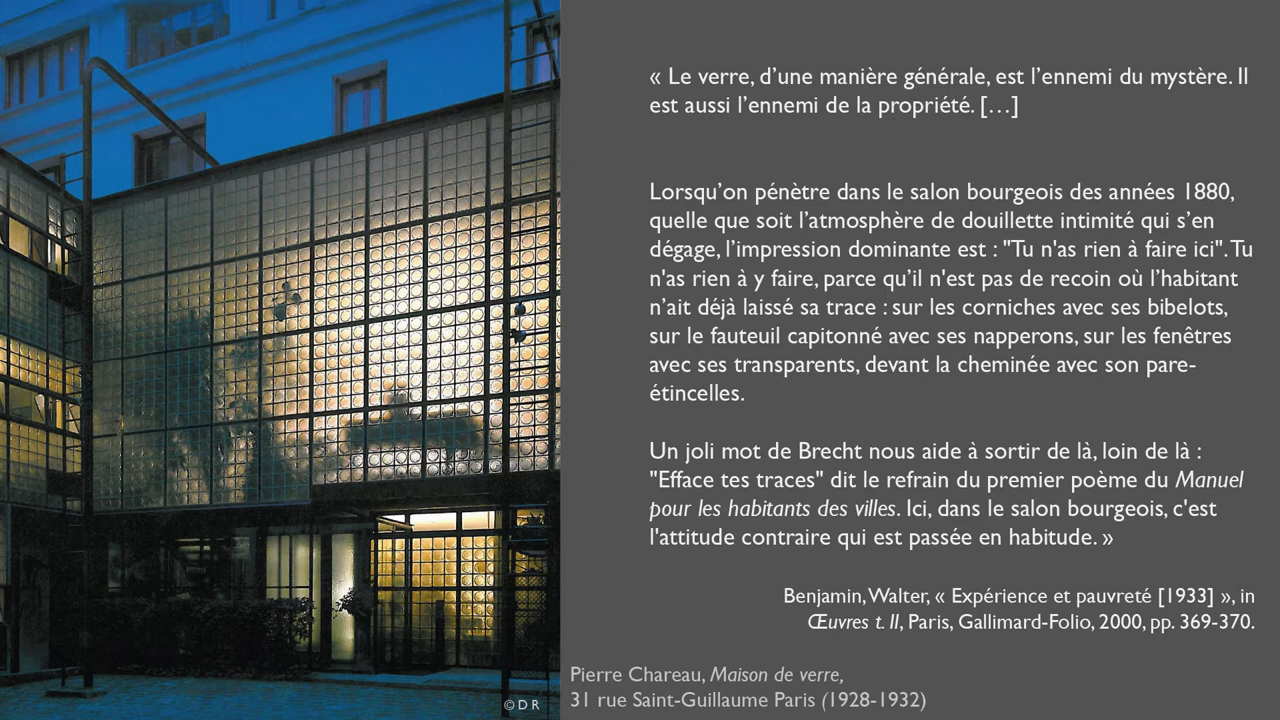 « Le verre, d’une manière générale, est l’ennemi du mystère. Il
est aussi l’ennemi de la propriété. […]
Lorsqu’on pénètre dans le salon bourgeois des années 1880,
quelle que soit l’atmosphère de douillette intimité qui s’en
dégage, l’impression dominante est : "Tu n'as rien à faire ici". Tu
n'as rien à y faire, parce qu’il n'est pas de recoin où l’habitant
n’ait déjà laissé sa trace : sur les corniches avec ses bibelots,
sur le fauteuil capitonné avec ses napperons, sur les fenêtres
avec ses transparents, devant la cheminée avec son pare-
étincelles.
Un joli mot de Brecht nous aide à sortir de là, loin de là :
"Efface tes traces" dit le refrain du premier poème du Manuel
pour les habitants des villes. Ici, dans le salon bourgeois, c'est
l'attitude contraire qui est passée en habitude. »
Benjamin, Walter, « Expérience et pauvreté [1933] », in
Œuvres t. II, Paris, Gallimard-Folio, 2000, pp. 369-370.
Pierre Chareau, Maison de verre,
31 rue Saint-Guillaume Paris (1928-1932)
© D R